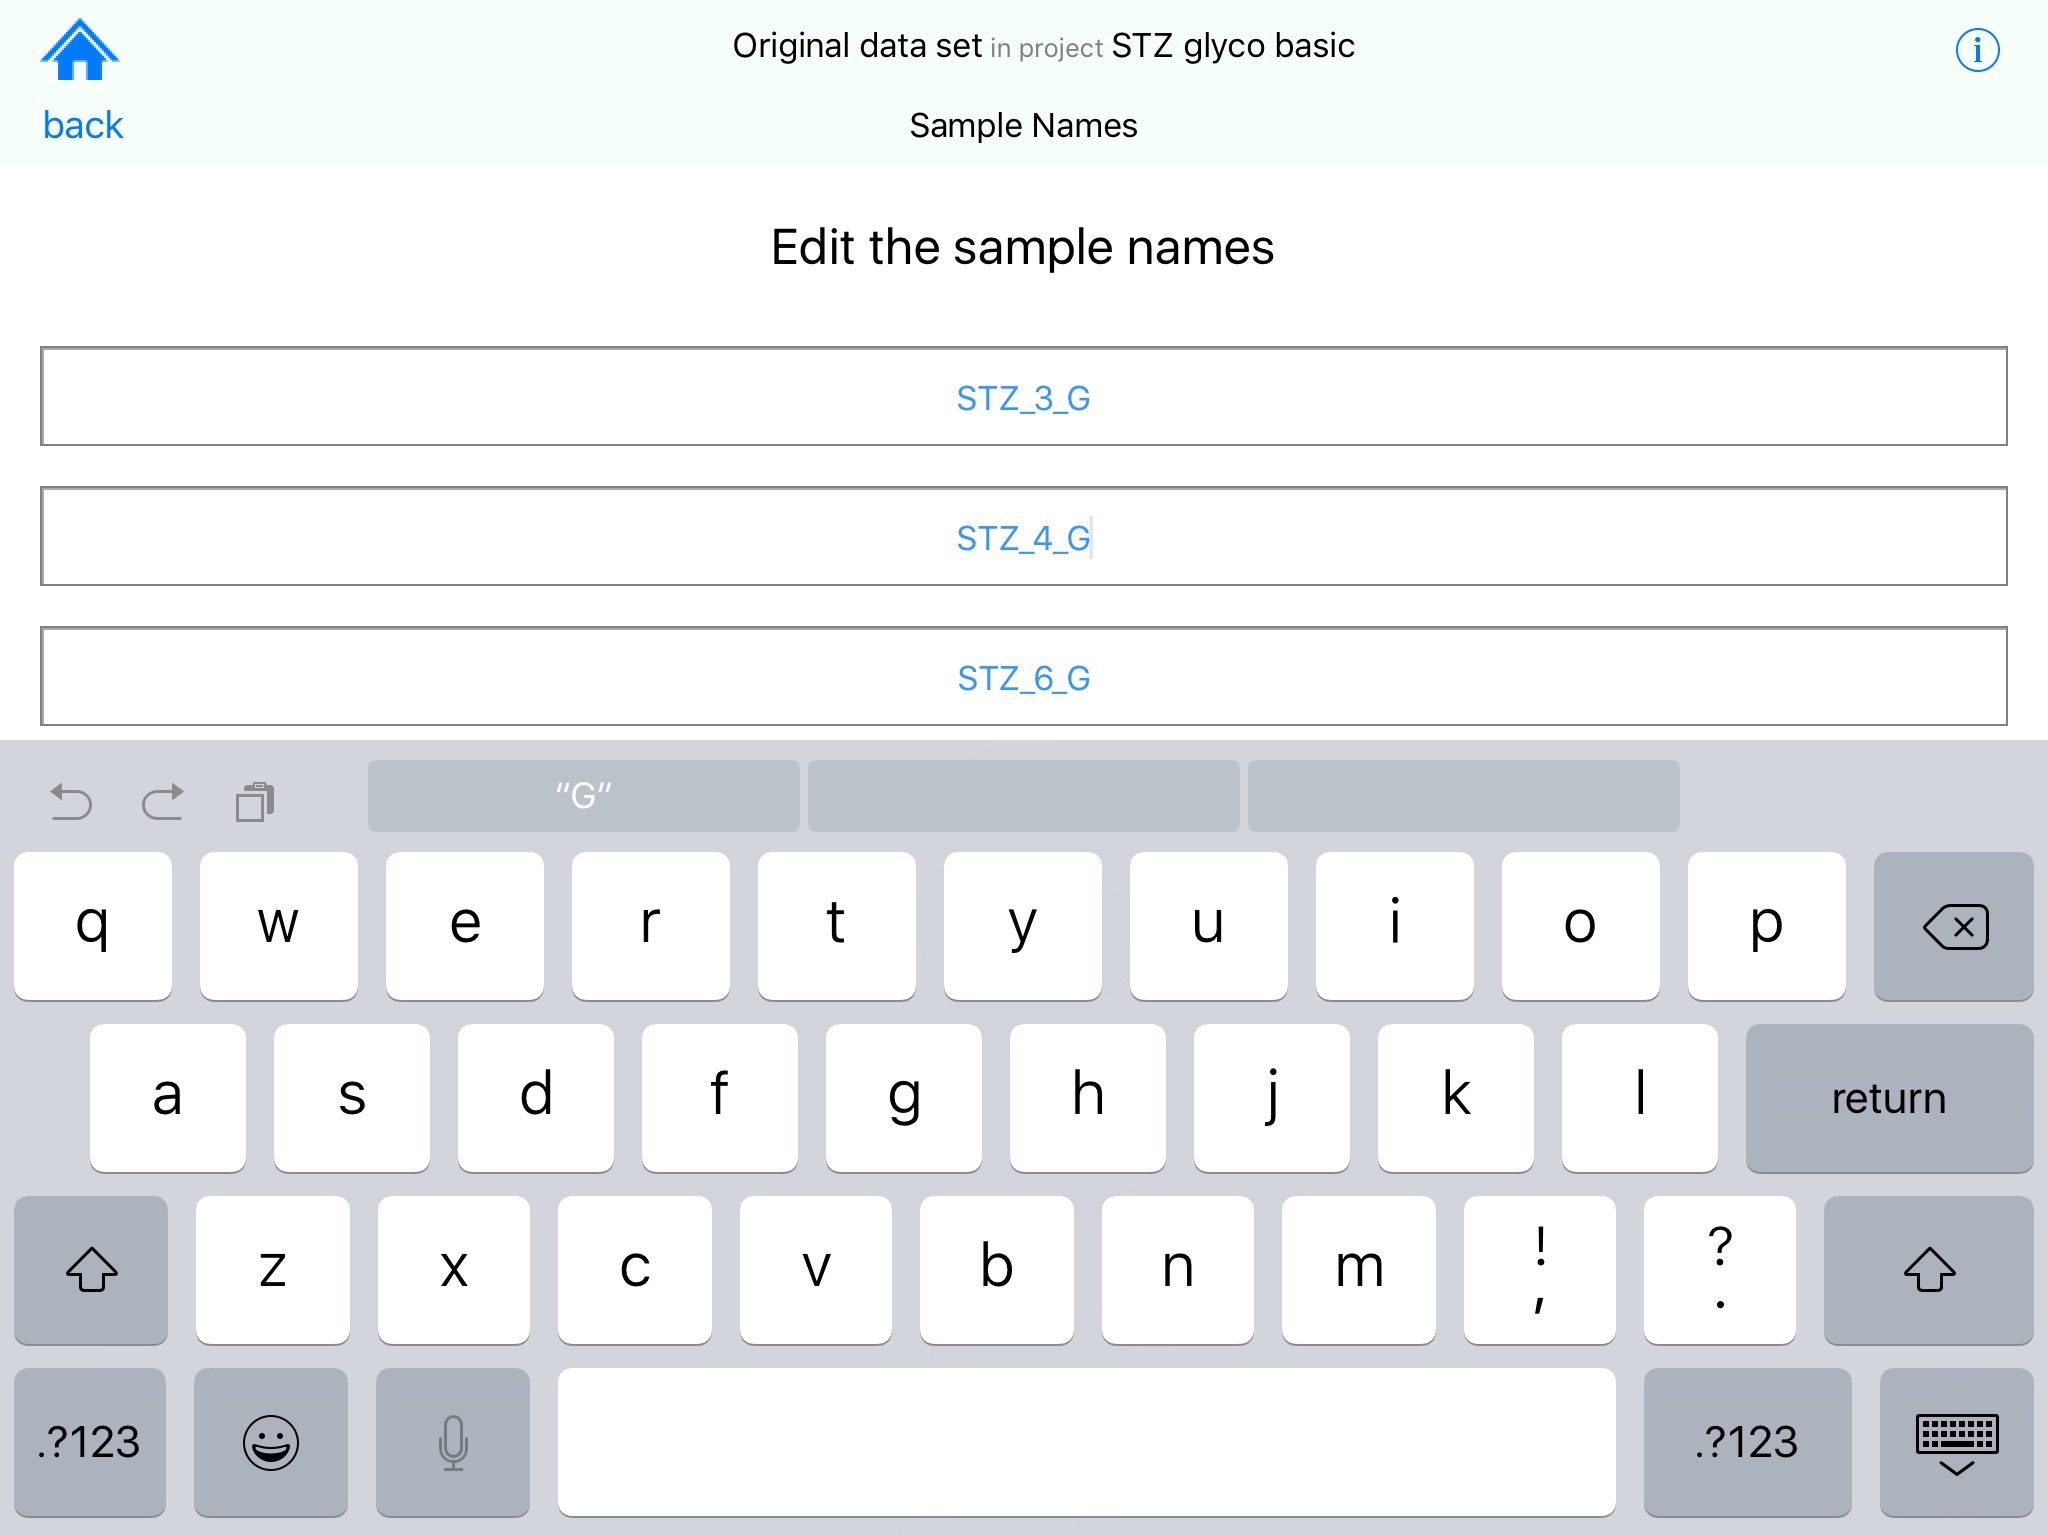 Original data set in project STZ glyco basic
i
back
Sample Names
Edit the sample names
STZ_3_G
STZ_4_G
STZ_6_G
“G”
q w e r t y u i o p
a s d f g h j k l return
z x c v b n m ! , ? .
.?123 .?123